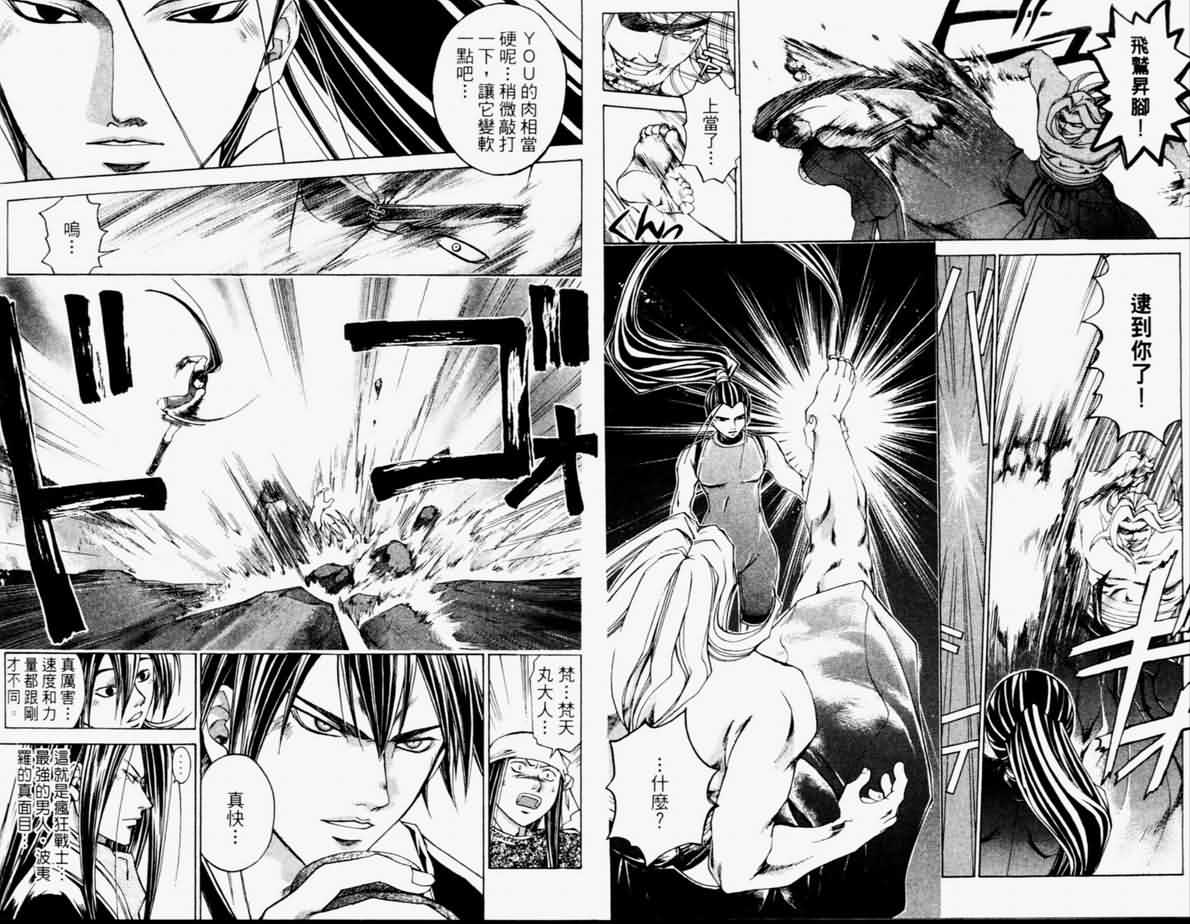 飛鷲昇腳！
上當了…
くん
逮到你了！
…什麼？
YOU的肉相當
硬呢…稍微敲打
一下，讓它變軟
一點吧…
嗚…
ドゴォ
梵…梵天
丸大人…
真快…
真厲害…
速度和力
量都跟剛
才不同。
……
這就是瘋狂戰士…
最強的男人，波夷
羅的真面目…